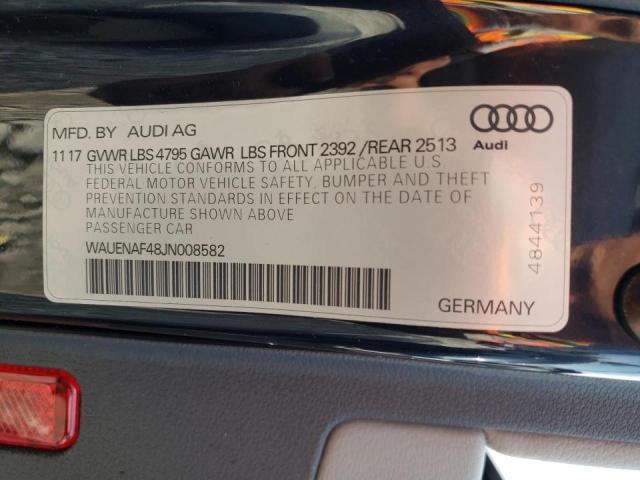 MFD. BY AUDI AG
11 17 GVWR LBS 4795 GAWR LBS FRONT 2392 /REAR 2513
THIS VEHICLE CONFORMS TO ALL APPLICABLE U.S
FEDERAL MOTOR VEHICLE SAFETY, BUMPER AND THEFT
PREVENTION STANDARDS IN EFFECT ON THE DATE OF
MANUFACTURE SHOWN ABOVE
PASSENGER CAR
WAUENAF48JN008582
Audi
4844139
GERMANY